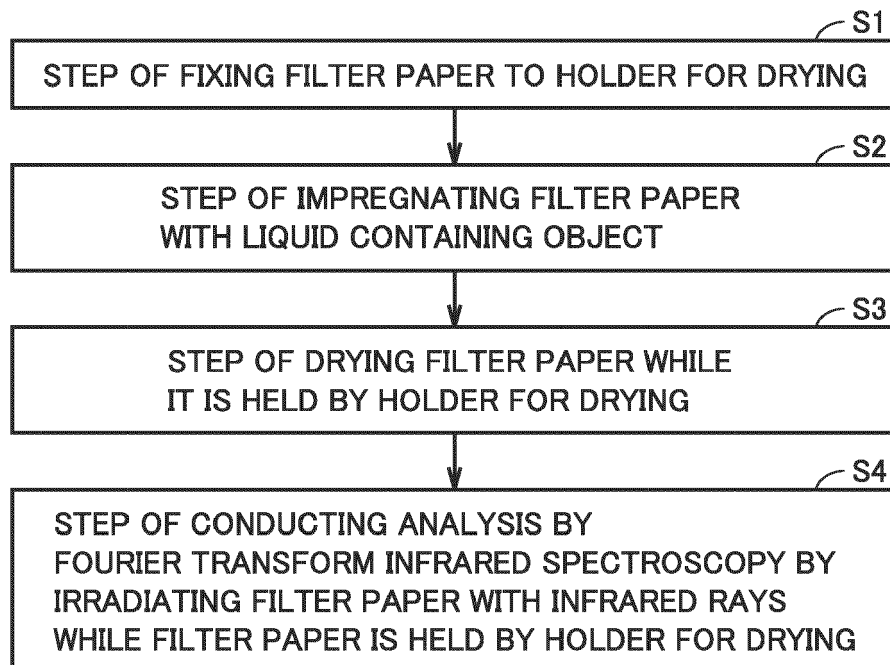 S1
STEP OF FIXING FILTER PAPER TO HOLDER FOR DRYING
S2
STEP OF IMPREGNATING FILTER PAPER
WITH LIQUID CONTAINING OBJECT
S3
STEP OF DRYING FILTER PAPER WHILE
IT IS HELD BY HOLDER FOR DRYING
S4
STEP OF CONDUCTING ANALYSIS BY
FOURIER TRANSFORM INFRARED SPECTROSCOPY BY
IRRADIATING FILTER PAPER WITH INFRARED RAYS
WHILE FILTER PAPER IS HELD BY HOLDER FOR DRYING